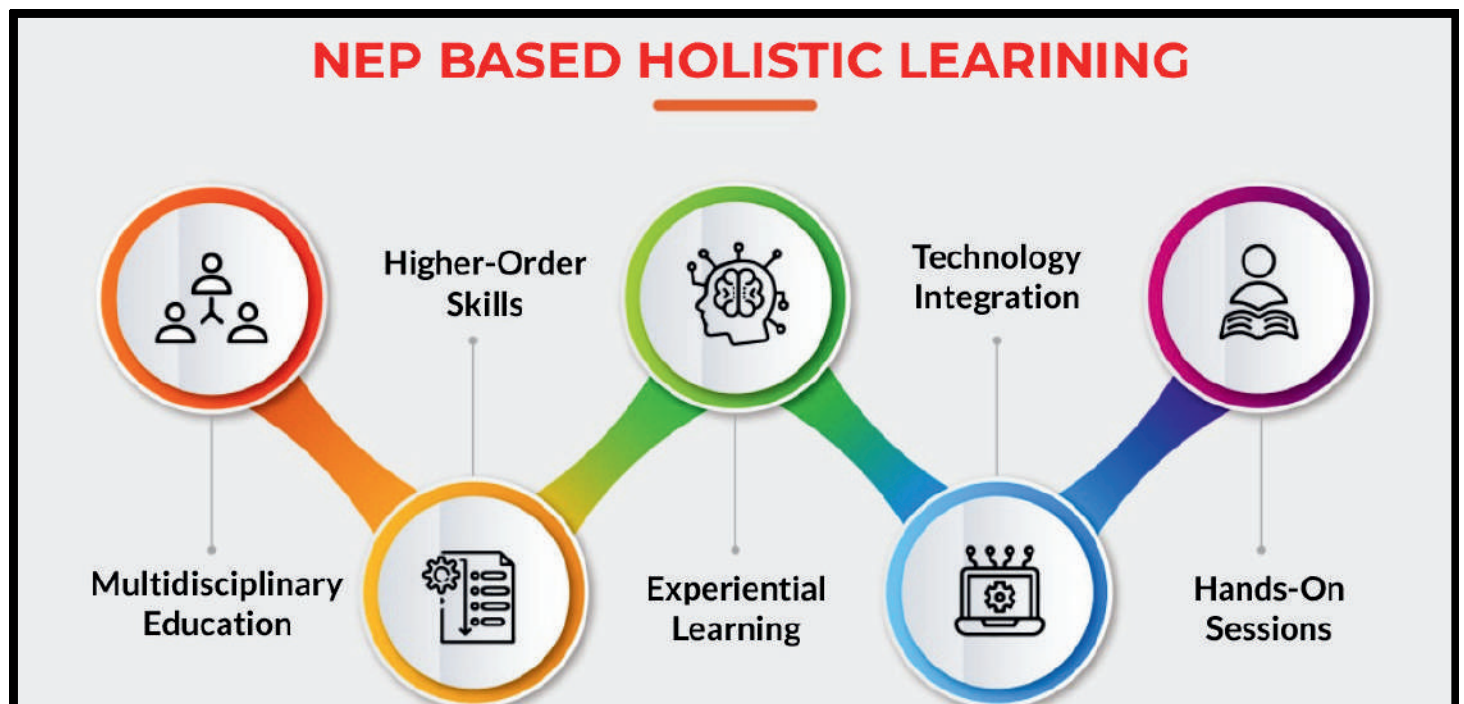 NEP BASED HOLISTIC LEARINING
Higher-Order
Skills
Technology
Integration
Multidisciplinary
Education
Experiential
Learning
Hands-On
Sessions